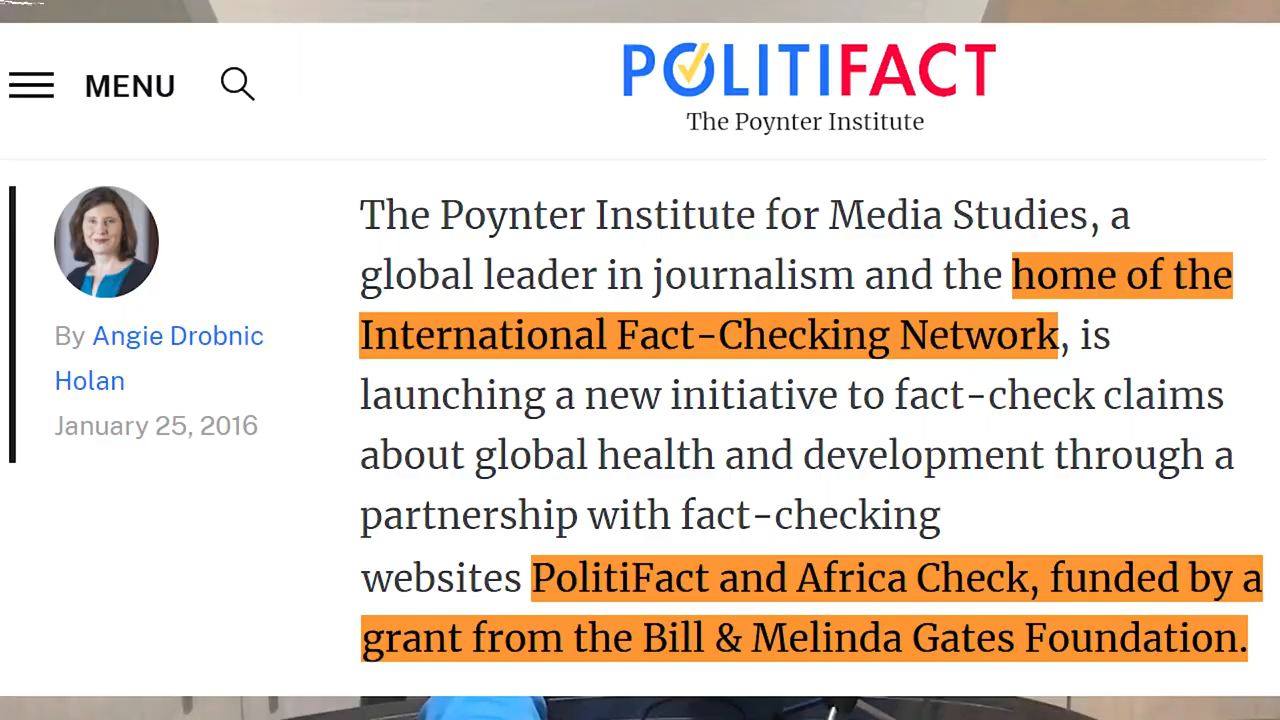 MENU
POLITIFACT
The Poynter Institute
By Angie Drobnic
Holan
January 25, 2016
The Poynter Institute for Media Studies, a
global leader in journalism and the home of the
International Fact-Checking Network, is
launching a new initiative to fact-check claims
about global health and development through a
partnership with fact-checking
websites PolitiFact and Africa Check, funded by a
grant from the Bill & Melinda Gates Foundation.